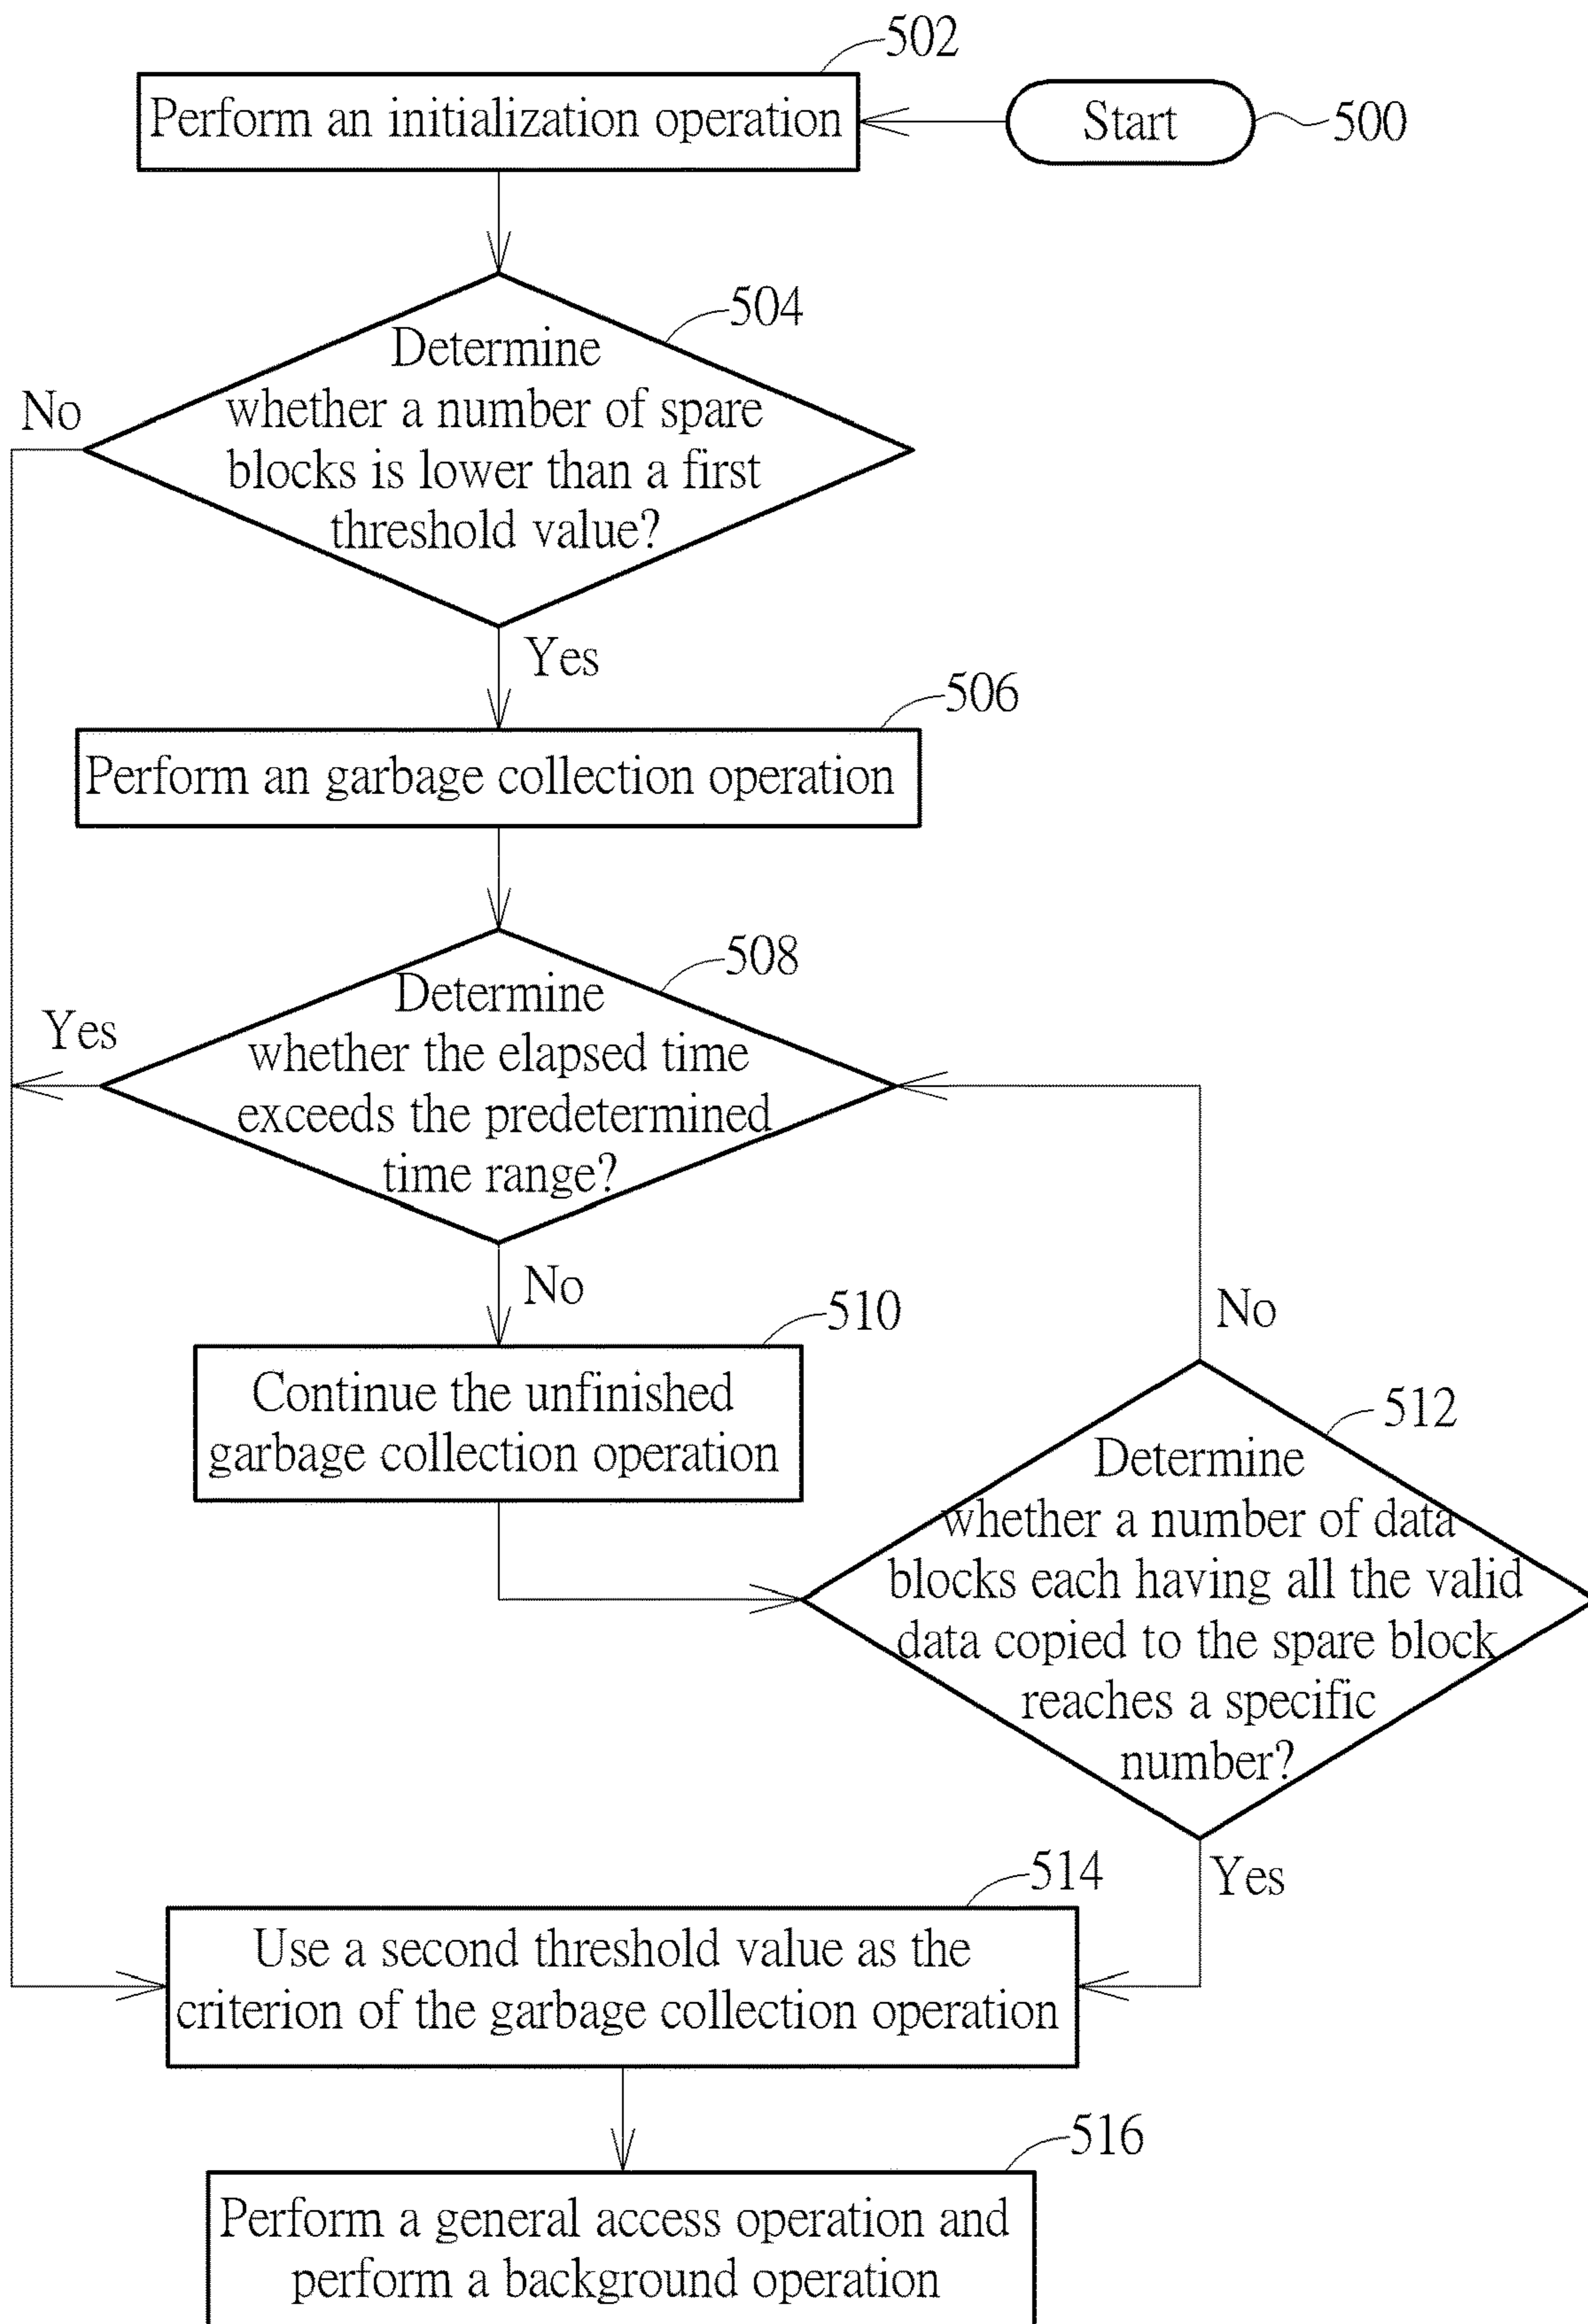 502
Perform an initialization operation
Start
500
504
Determine
whether a number of spare
blocks is lower than a first
threshold value?
No
Yes
506
Perform an garbage collection operation
508
Determine
whether the elapsed time
exceeds the predetermined
time range?
Yes
No
510
Continue the unfinished
garbage collection operation
No
512
Determine
whether a number of data
blocks each having all the valid
data copied to the spare block
reaches a specific
number?
Yes
514
Use a second threshold value as the
criterion of the garbage collection operation
516
Perform a general access operation and
perform a background operation